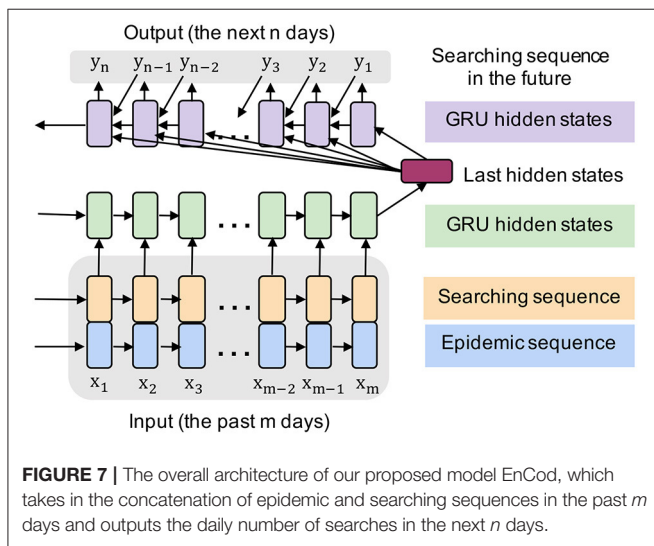 Output (the next n days)
yₙ yₙ₋₁ yₙ₋₂ y₃ y₂ y₁
Searching sequence
in the future
GRU hidden states
...
Last hidden states
GRU hidden states
...
Searching sequence
...
Epidemic sequence
...
x₁ x₂ x₃ xₘ₋₂ xₘ₋₁ xₘ
Input (the past m days)
FIGURE 7 | The overall architecture of our proposed model EnCod, which
takes in the concatenation of epidemic and searching sequences in the past m
days and outputs the daily number of searches in the next n days.